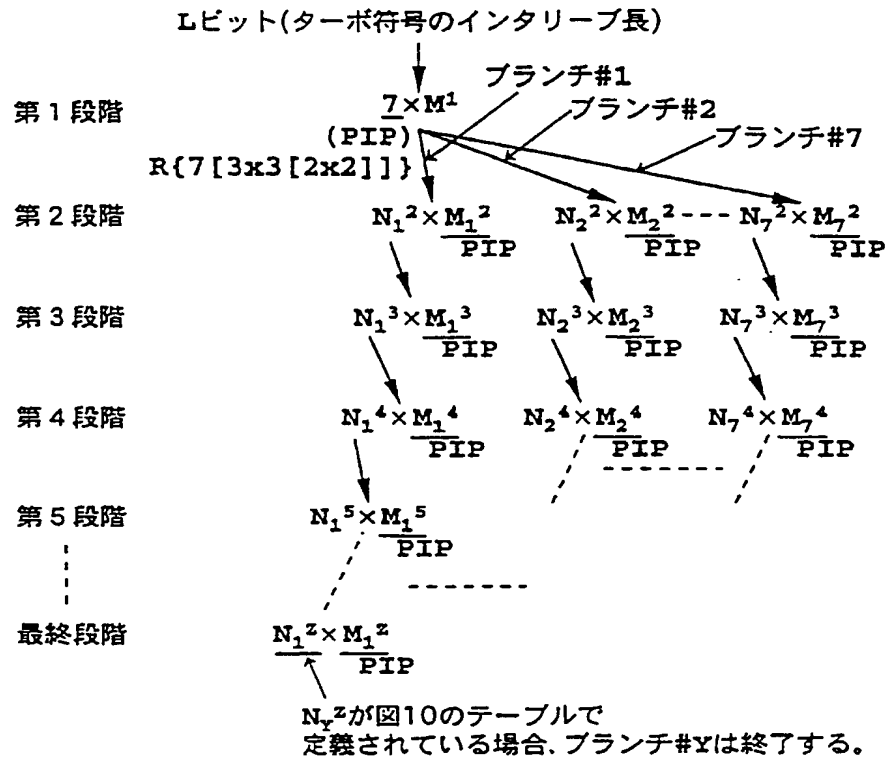 Lビット(ターボ符号のインタリーブ長)
ブランチ#1
第1段階 7×M¹ ブランチ#2
(PIP) ブランチ#7
R{7[3x3[2x2]]}
第2段階 N₁²×M₁² N₂²×M₂² --- N₇²×M₇²
PIP PIP PIP
第3段階 N₁³×M₁³ N₂³×M₂³ N₇³×M₇³
PIP PIP PIP
第4段階 N₁⁴×M₁⁴ N₂⁴×M₂⁴ N₇⁴×M₇⁴
PIP PIP PIP
第5段階 N₁⁵×M₁⁵
PIP
最終段階 N₁ᶻ×M₁ᶻ
PIP
Nʏᶻが図10のテーブルで
定義されている場合、ブランチ#Yは終了する。